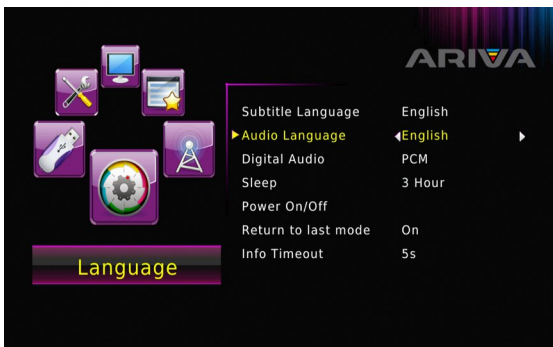 ARIVA
Subtitle Language English
Audio Language English
Digital Audio PCM
Sleep 3 Hour
Power On/Off
Return to last mode On
Info Timeout 5s
Language